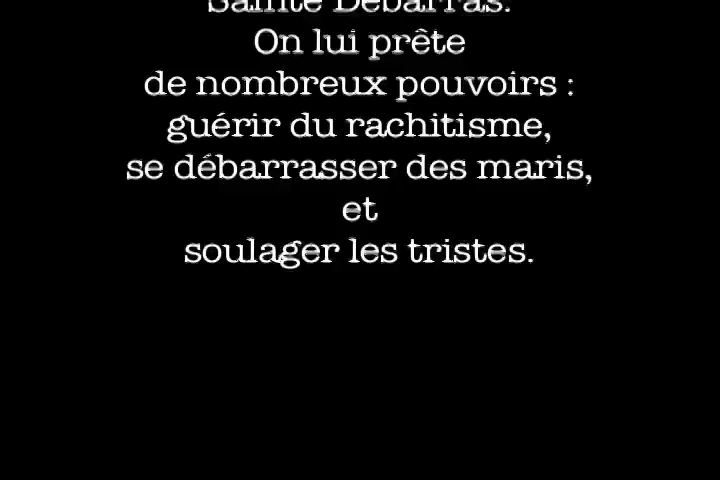 Sainte Débarras.
On lui prête
de nombreux pouvoirs :
guérir du rachitisme,
se débarrasser des maris,
et
soulager les tristes.